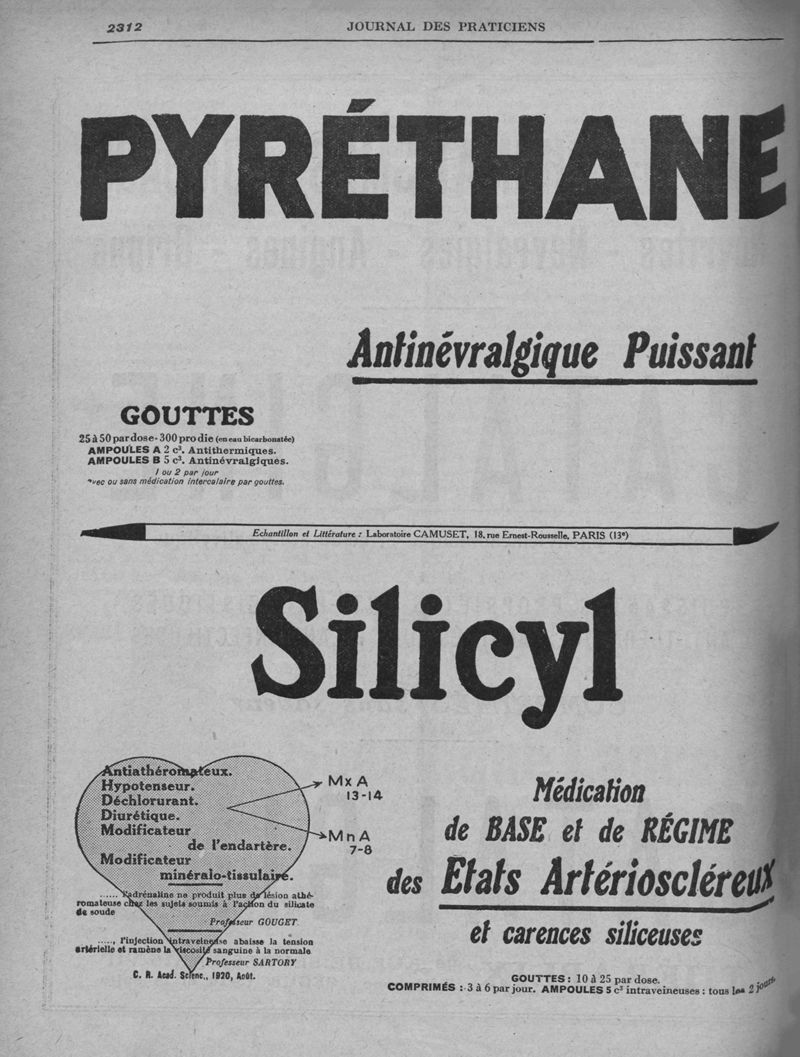 2312
JOURNAL DES PRATICIENS
PYRÉTHANE
Antinévralgique Puissant
GOUTTES
25 à 50 par dose - 300 pro die (en eau bicarbonatée)
AMPOULES A 2 c³. Antithermiques.
AMPOULES B 5 c³. Antinévralgiques.
1 ou 2 par jour
avec ou sans médication intercalaire par gouttes.
Echantillon et Littérature : Laboratoire CAMUSET, 18, rue Ernest-Rousselle, PARIS (13e)
Silicyl
Antiathéromateux.
Hypotenseur.
Déchlorurant.
Diurétique.
Modificateur
de l'endartère.
Modificateur
minéralo-tissulaire.
MxA
13-14
MnA
7-8
...... l'adrénaline ne produit plus de lésion athé-
romateuse chez les sujets soumis à l'action du silicate
de soude
Professeur GOUGET.
....., l'injection intraveineuse abaisse la tension
artérielle et ramène la viscosité sanguine à la normale
Professeur SARTORY
C. R. Acad. Scienc., 1920, Août.
Médication
de BASE et de RÉGIME
des Etats Artérioscléreux
et carences siliceuses
GOUTTES : 10 à 25 par dose.
COMPRIMÉS : 3 à 6 par jour. AMPOULES 5 c³ intraveineuses : tous les 2 jours